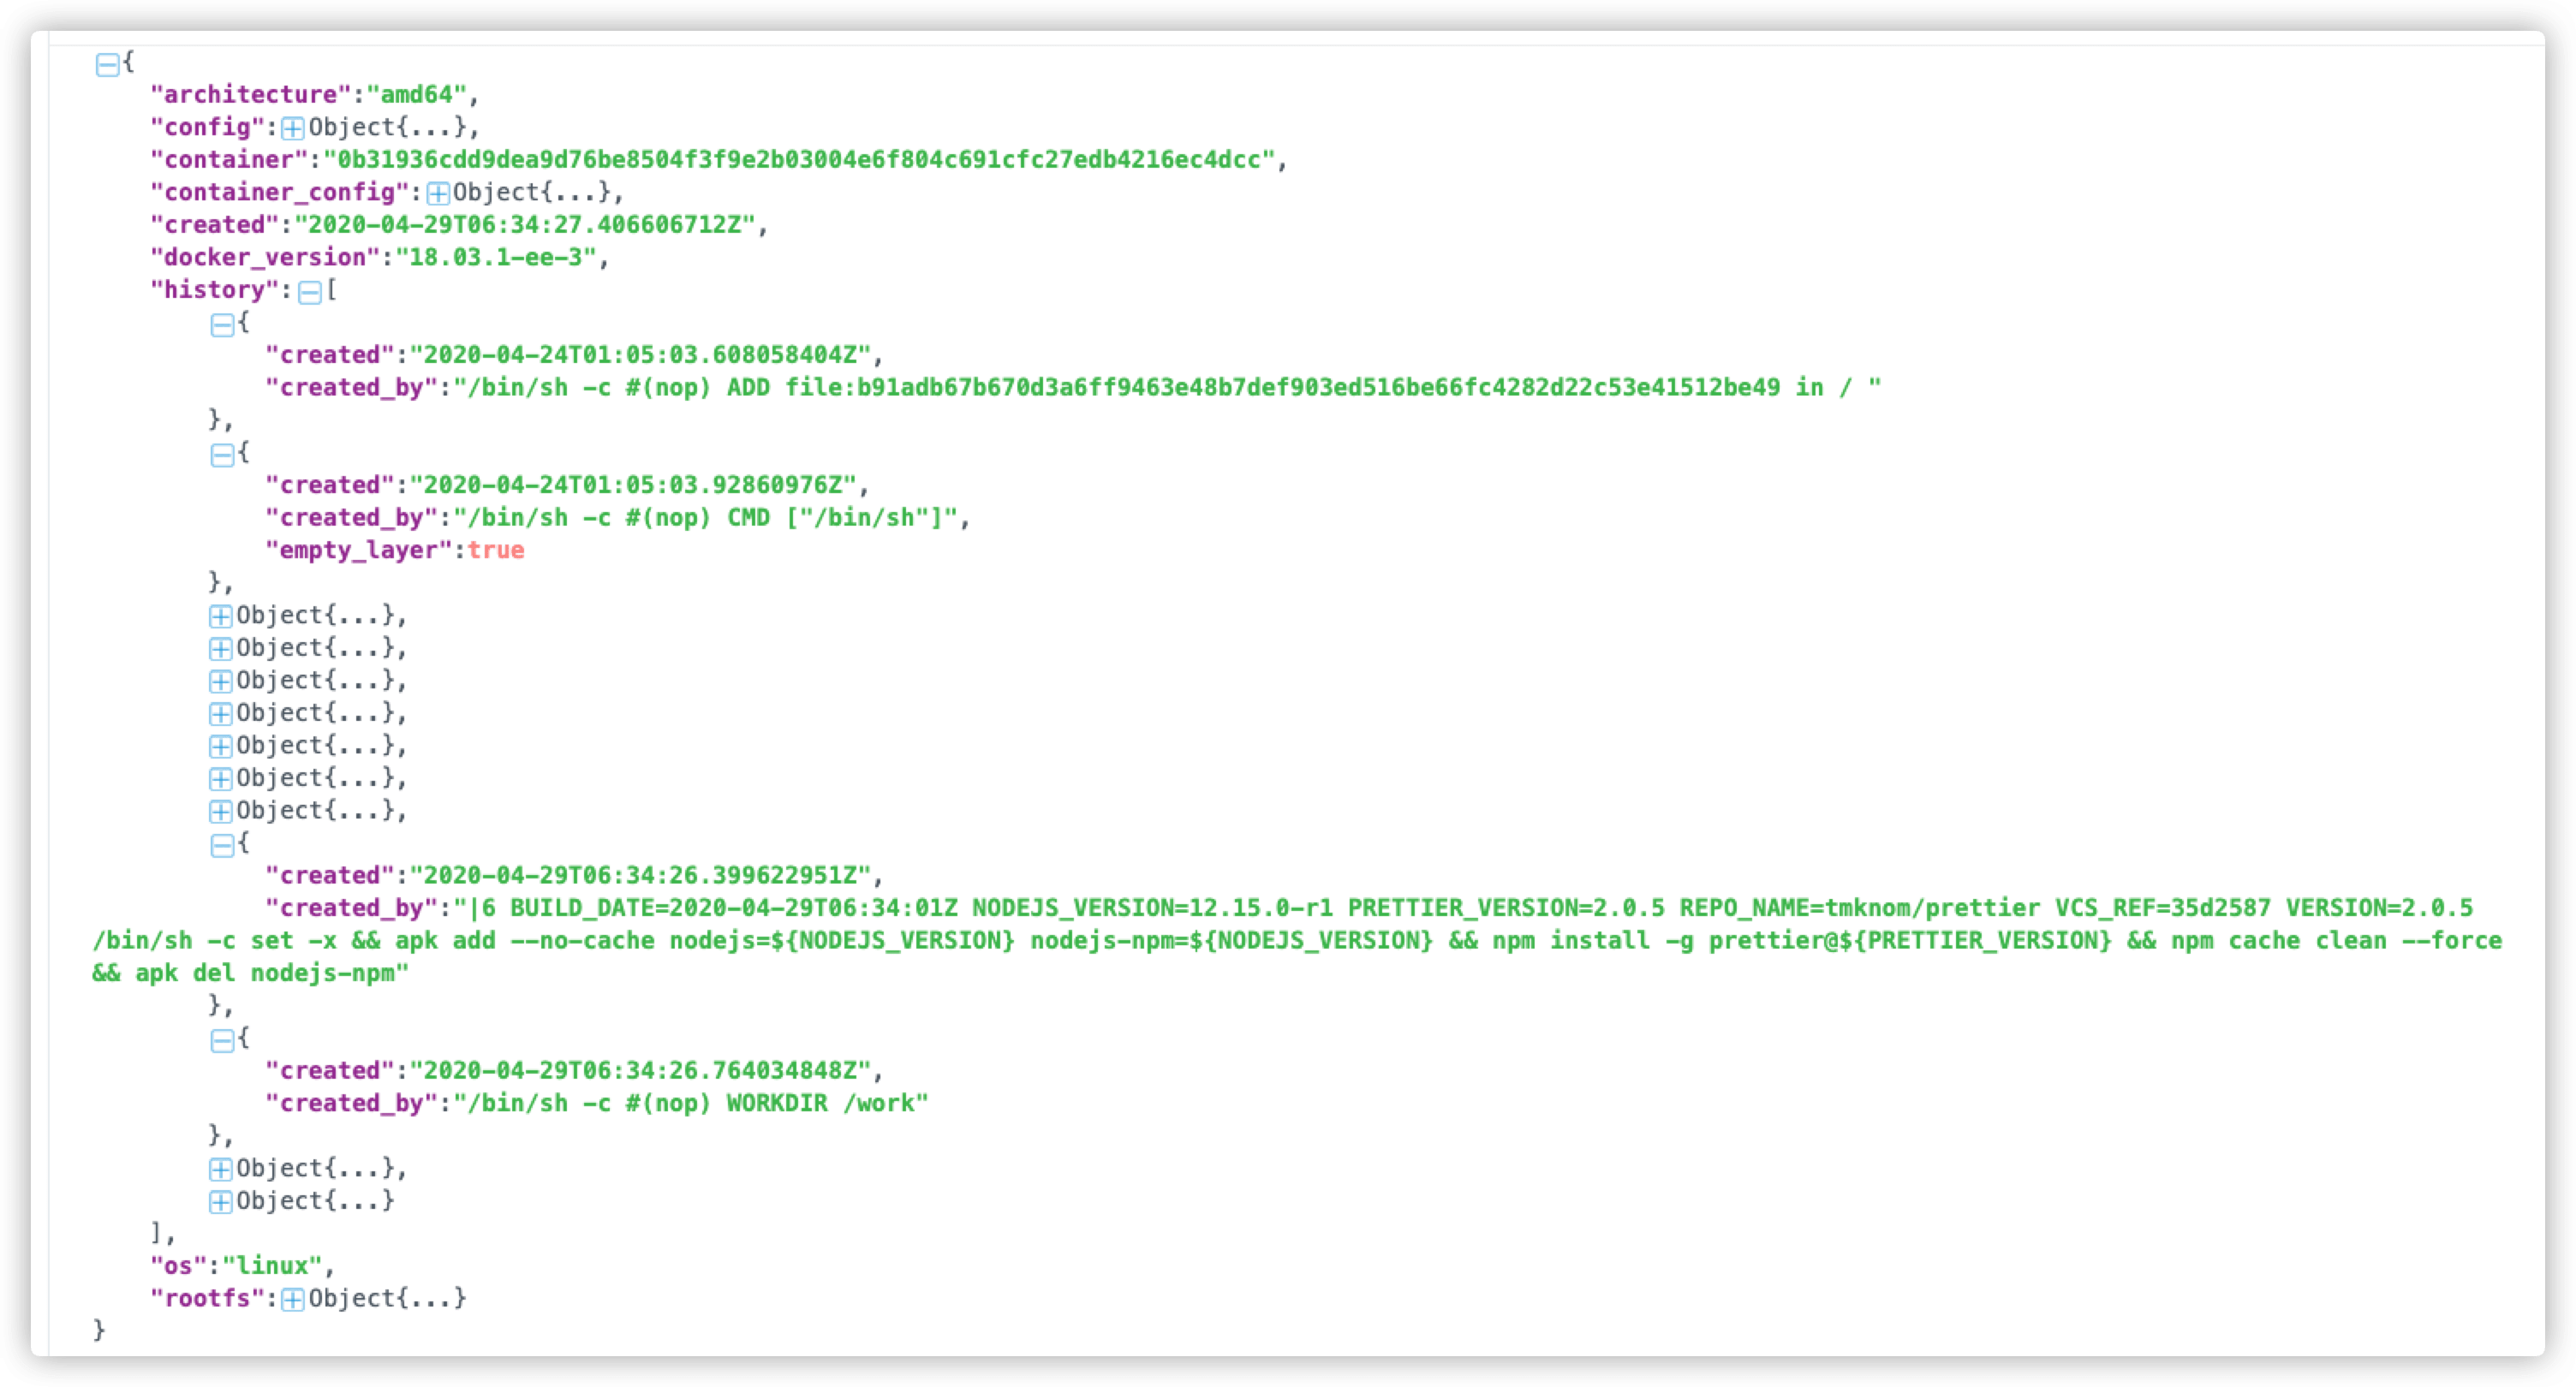 {
"architecture":"amd64",
"config":Object{...},
"container":"0b31936cdd9dea9d76be8504f3f9e2b03004e6f804c691cfc27edb4216ec4dcc",
"container_config":Object{...},
"created":"2020-04-29T06:34:27.406606712Z",
"docker_version":"18.03.1-ee-3",
"history":[
{
"created":"2020-04-24T01:05:03.608058404Z",
"created_by":"/bin/sh -c #(nop) ADD file:b91adb67b670d3a6ff9463e48b7def903ed516be66fc4282d22c53e41512be49 in / "
},
{
"created":"2020-04-24T01:05:03.92860976Z",
"created_by":"/bin/sh -c #(nop) CMD ["/bin/sh"]",
"empty_layer":true
},
Object{...},
Object{...},
Object{...},
Object{...},
Object{...},
Object{...},
Object{...},
{
"created":"2020-04-29T06:34:26.399622951Z",
"created_by":"|6 BUILD_DATE=2020-04-29T06:34:01Z NODEJS_VERSION=12.15.0-r1 PRETTIER_VERSION=2.0.5 REPO_NAME=tmknom/prettier VCS_REF=35d2587 VERSION=2.0.5
/bin/sh -c set -x && apk add --no-cache nodejs=${NODEJS_VERSION} nodejs-npm=${NODEJS_VERSION} && npm install -g prettier@${PRETTIER_VERSION} && npm cache clean --force
&& apk del nodejs-npm"
},
{
"created":"2020-04-29T06:34:26.764034848Z",
"created_by":"/bin/sh -c #(nop) WORKDIR /work"
},
Object{...},
Object{...}
],
"os":"linux",
"rootfs":Object{...}
}